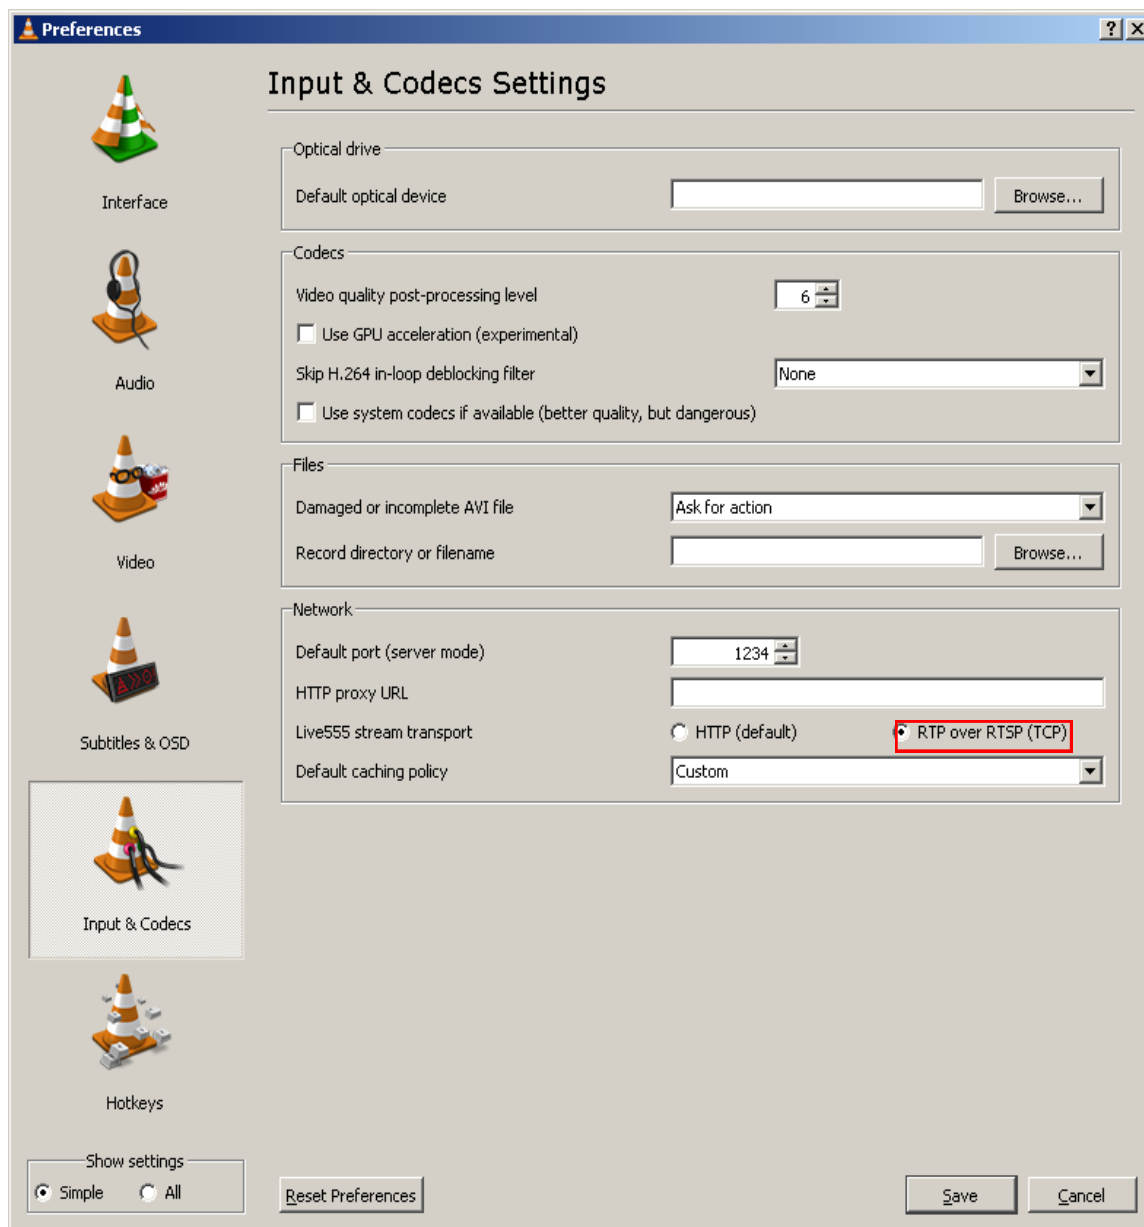 Preferences
Input & Codecs Settings
Interface
Audio
Video
Subtitles & OSD
Input & Codecs
Hotkeys
Show settings
Simple All
Optical drive
Default optical device Browse...
Codecs
Video quality post-processing level 6
Use GPU acceleration (experimental)
Skip H.264 in-loop deblocking filter None
Use system codecs if available (better quality, but dangerous)
Files
Damaged or incomplete AVI file Ask for action
Record directory or filename Browse...
Network
Default port (server mode) 1234
HTTP proxy URL
Live555 stream transport HTTP (default) RTP over RTSP (TCP)
Default caching policy Custom
Reset Preferences Save Cancel